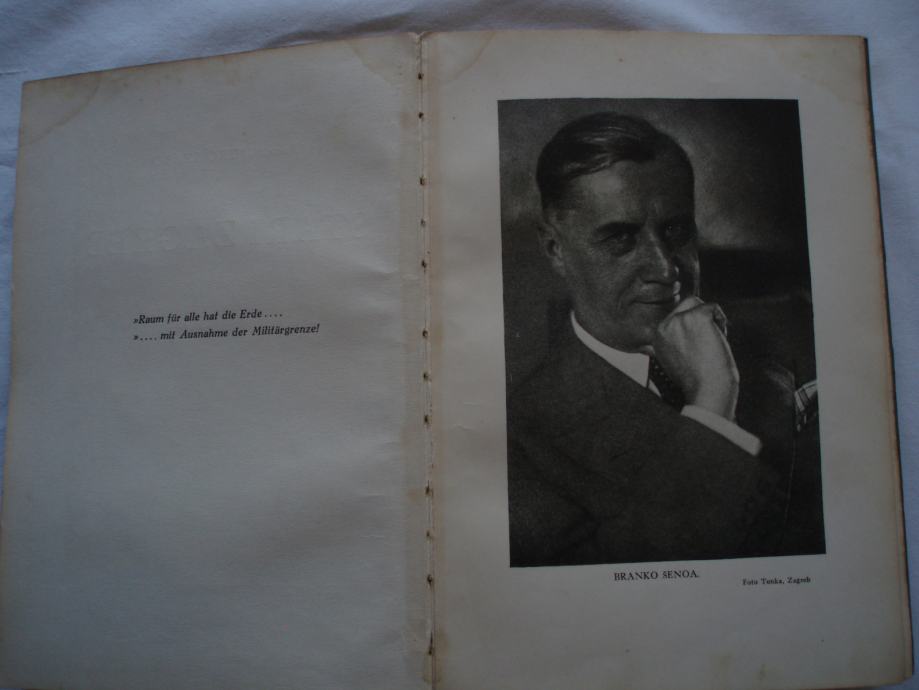 »Raum für alle hat die Erde....
».... mit Ausnahme der Militärgrenze!
BRANKO SENOA.
Foto Tonka, Zagreb